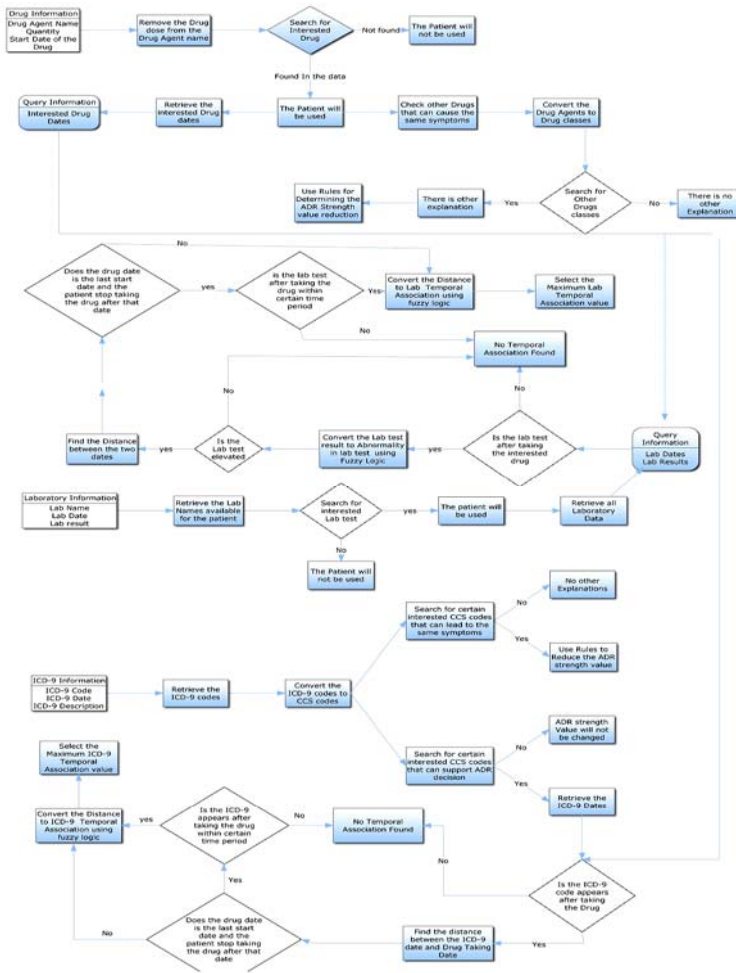 Drug Information
Drug Agent Name
Quantity
Start Date of the
Drug
Remove the Drug
dose from the
Drug Agent name
Search for
Interested
Drug
Not found
The Patient will
not be used
Found In the data
Query Information
Interested Drug
Dates
Retrieve the
interested Drug
dates
The Patient will
be used
Check other Drugs
that can cause the
same symptoms
Convert the
Drug Agents to
Drug classes
Use Rules for
Determining the
ADR Strength
value reduction
There is other
explanation
Yes
Search for
Other
Drugs
classes
No
There is no
other
Explanation
No
Does the drug date
is the last start
date and the
patient stop taking
the drug after that
date
yes
is the lab test
after taking the
drug within
certain time
period
Yes
Convert the Distance
to Lab Temporal
Association using
fuzzy logic
Select the
Maximum Lab
Temporal
Association value
No
No Temporal
Association Found
No
No
Find the Distance
between the two
dates
yes
Is the
Lab test
elevated
Convert the Lab test
result to Abnormality
in lab test using
Fuzzy Logic
yes
Is the lab test
after taking
the interested
drug
Query
Information
Lab Dates
Lab Results
Laboratory Information
Lab Name
Lab Date
Lab result
Retrieve the Lab
Names available
for the patient
Search for
interested
Lab test
yes
The patient will
be used
Retrieve all
Laboratory
Data
No
The Patient will
not be used
Search for certain
interested CCS codes
that can lead to the
same symptoms
No
No other
Explanations
Yes
Use Rules to
Reduce the ADR
strength value
ICD-9 Information
ICD-9 Code
ICD-9 Date
ICD-9 Description
Retrieve the
ICD-9 codes
Convert the
ICD-9 codes to
CCS codes
Search for certain
interested CCS codes
that can support ADR
decision
No
ADR strength
Value will not
be changed
Yes
Retrieve the
ICD-9 Dates
Select the
Maximum ICD-9
Temporal
Association value
Convert the Distance
to ICD-9 Temporal
Association using
fuzzy logic
yes
Is the ICD-9
appears after
taking the drug
within certain
time period
No
No Temporal
Association Found
No
Is the ICD-9
code appears
after taking
the Drug
Yes
No
Does the drug date
is the last start
date and the
patient stop taking
the drug after that
date
Find the distance
between the ICD-9
date and Drug Taking
Date
Yes